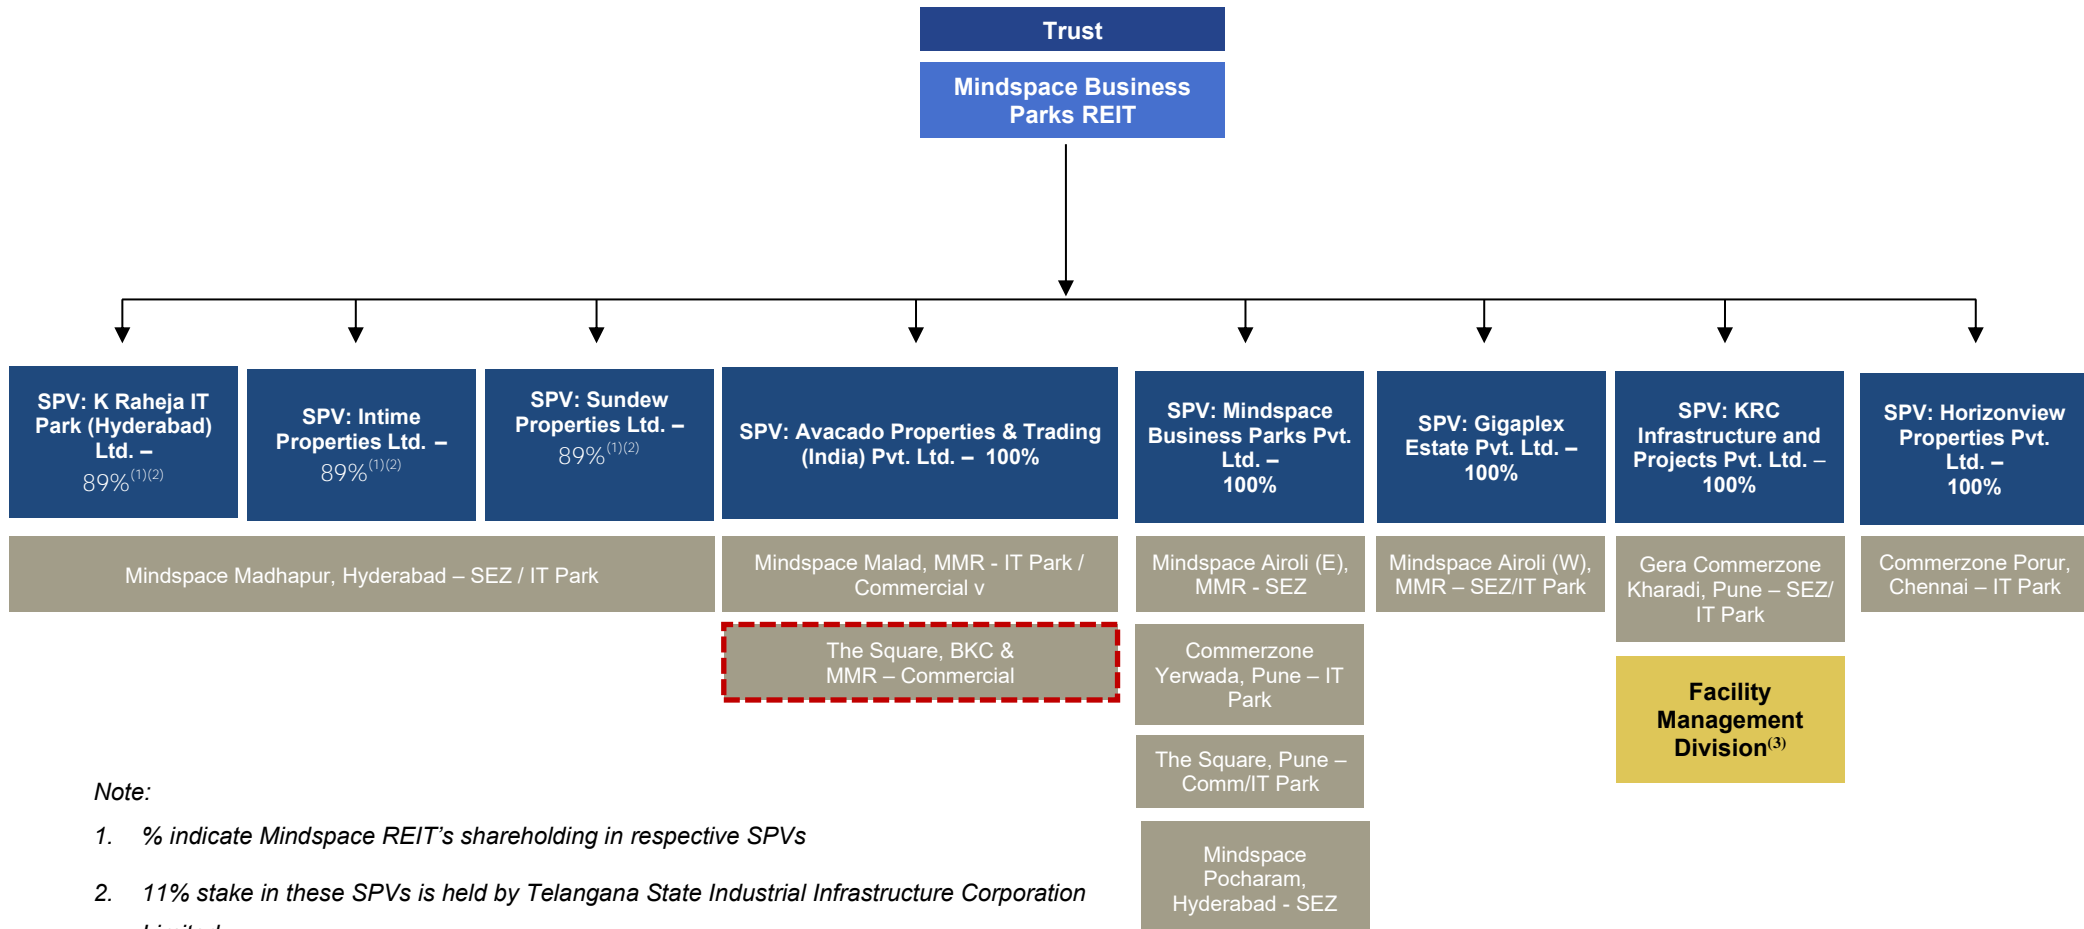 Trust
Mindspace Business
Parks REIT
SPV: K Raheja IT
Park (Hyderabad)
Ltd. –
89%(1)(2)
SPV: Intime
Properties Ltd. –
89%(1)(2)
SPV: Sundew
Properties Ltd. –
89%(1)(2)
SPV: Avacado Properties & Trading
(India) Pvt. Ltd. – 100%
SPV: Mindspace
Business Parks Pvt.
Ltd. –
100%
SPV: Gigaplex
Estate Pvt. Ltd. –
100%
SPV: KRC
Infrastructure and
Projects Pvt. Ltd. –
100%
SPV: Horizonview
Properties Pvt.
Ltd. –
100%
Mindspace Madhapur, Hyderabad – SEZ / IT Park
Mindspace Malad, MMR - IT Park /
Commercial v
The Square, BKC &
MMR – Commercial
Mindspace Airoli (E),
MMR - SEZ
Commerzone
Yerwada, Pune – IT
Park
The Square, Pune –
Comm/IT Park
Mindspace
Pocharam,
Hyderabad - SEZ
Mindspace Airoli (W),
MMR – SEZ/IT Park
Gera Commerzone
Kharadi, Pune – SEZ/
IT Park
Facility
Management
Division(3)
Commerzone Porur,
Chennai – IT Park
Note:
1. % indicate Mindspace REIT’s shareholding in respective SPVs
2. 11% stake in these SPVs is held by Telangana State Industrial Infrastructure Corporation